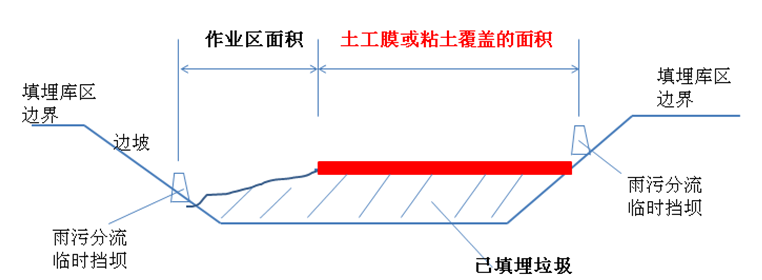 作业区面积
土工膜或粘土覆盖的面积
填埋库区
边界
填埋库区
边界
边坡
雨污分流
临时挡坝
雨污分流
临时挡坝
已填埋垃圾